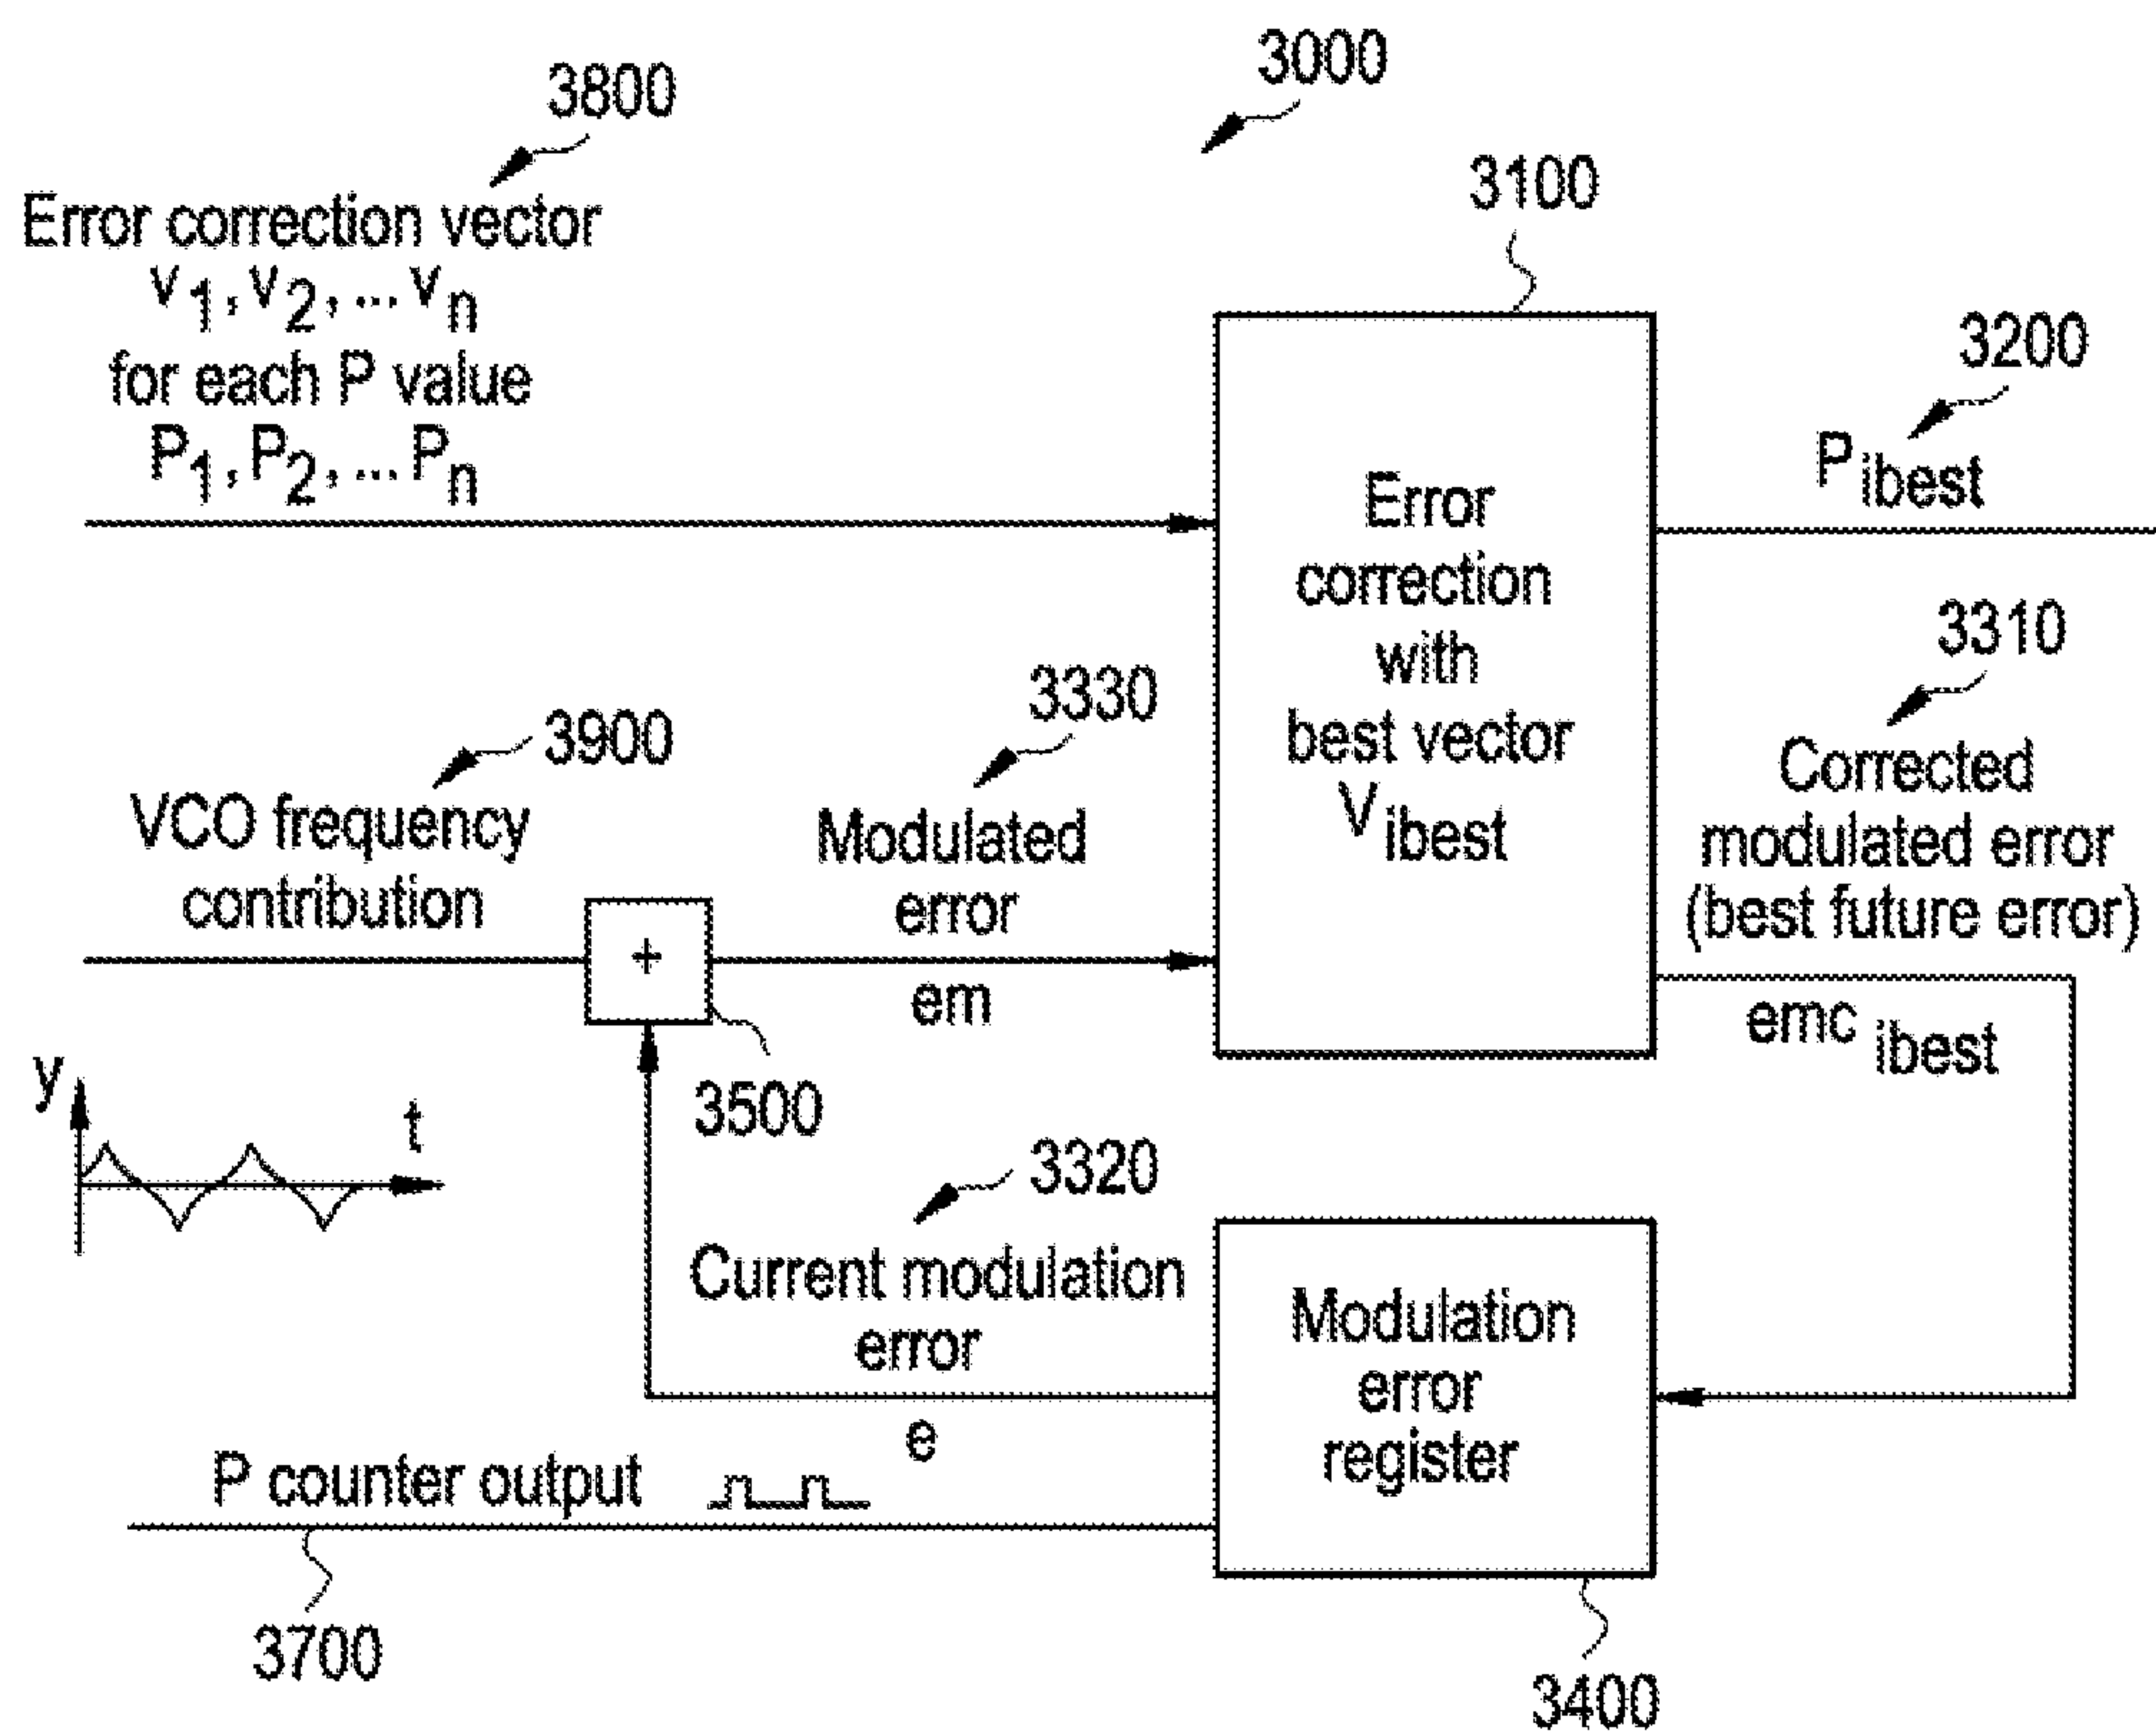 3000
3800
3100
Error correction vector
v1, v2, ... vn
for each P value
P1, P2, ... Pn
3200
Pibest
Error
correction
with
best vector
Vibest
3310
Corrected
modulated error
(best future error)
emc ibest
3900
VCO frequency
contribution
3330
Modulated
error
+
em
3500
y
t
3320
Current modulation
error
e
Modulation
error
register
P counter output
3700
3400